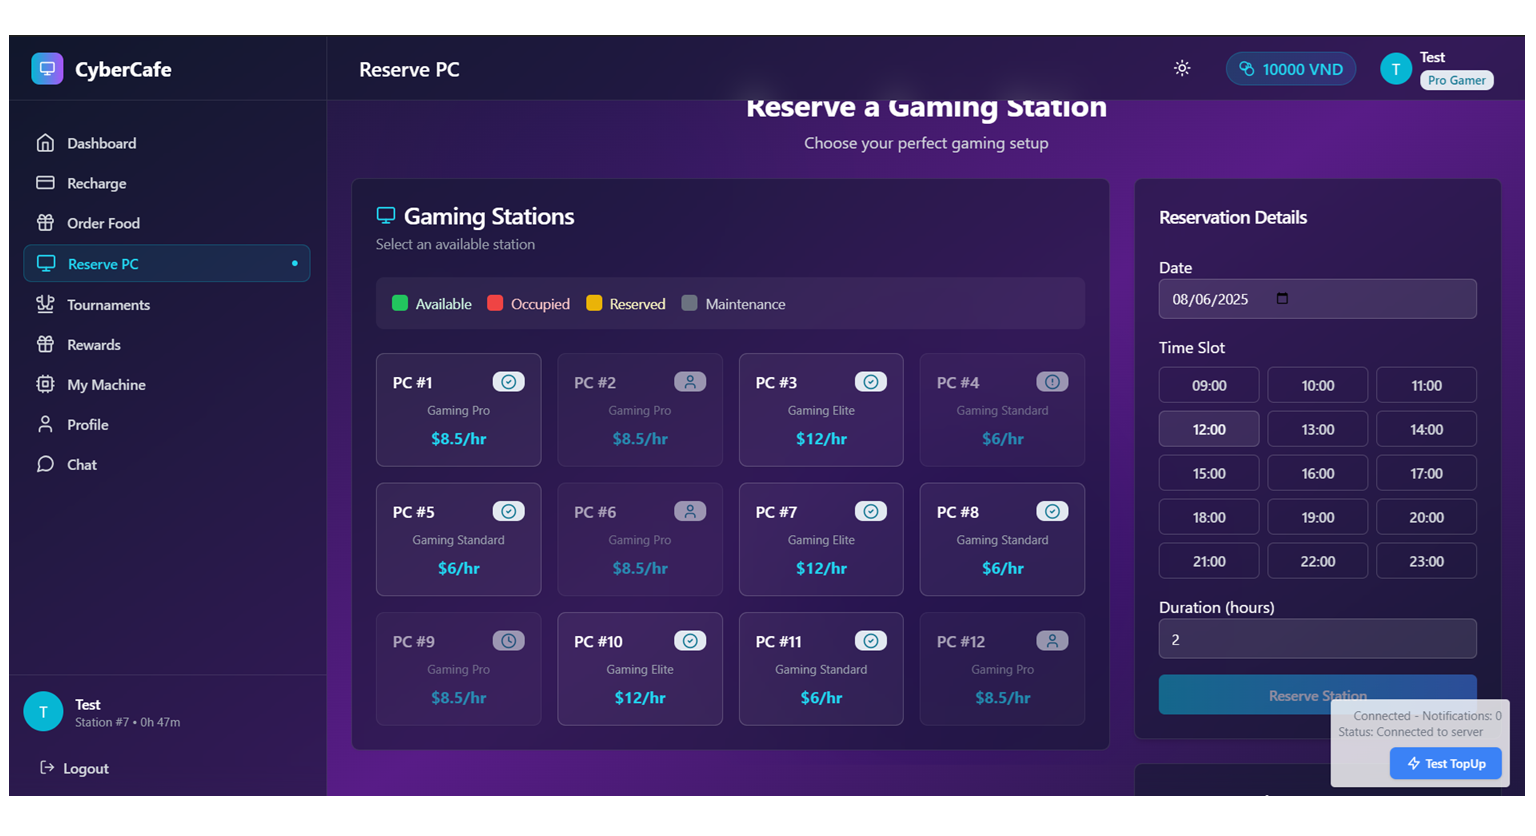 CyberCafe
Reserve PC
10000 VND
T
Test
Pro Gamer
Dashboard
Recharge
Order Food
Reserve PC
Tournaments
Rewards
My Machine
Profile
Chat
T
Test
Station #7 • 0h 47m
Logout
Reserve a Gaming Station
Choose your perfect gaming setup
Gaming Stations
Select an available station
Available Occupied Reserved Maintenance
PC #1
Gaming Pro
$8.5/hr
PC #2
Gaming Pro
$8.5/hr
PC #3
Gaming Elite
$12/hr
PC #4
Gaming Standard
$6/hr
PC #5
Gaming Standard
$6/hr
PC #6
Gaming Pro
$8.5/hr
PC #7
Gaming Elite
$12/hr
PC #8
Gaming Standard
$6/hr
PC #9
Gaming Pro
$8.5/hr
PC #10
Gaming Elite
$12/hr
PC #11
Gaming Standard
$6/hr
PC #12
Gaming Pro
$8.5/hr
Reservation Details
Date
08/06/2025
Time Slot
09:00 10:00 11:00
12:00 13:00 14:00
15:00 16:00 17:00
18:00 19:00 20:00
21:00 22:00 23:00
Duration (hours)
2
Reserve Station
Connected - Notifications: 0
Status: Connected to server
Test TopUp